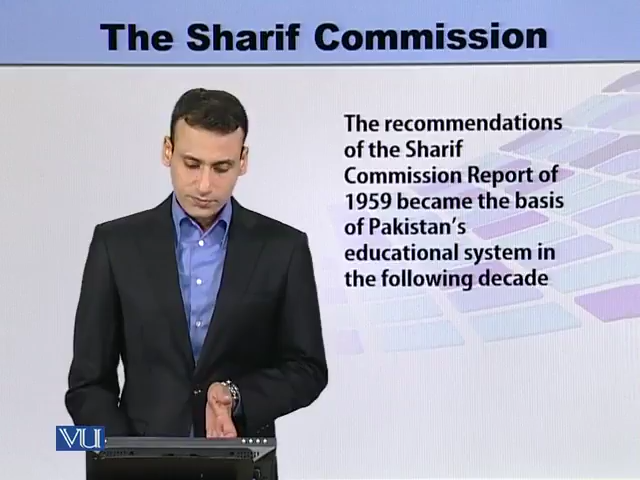 The Sharif Commission
The recommendations
of the Sharif
Commission Report of
1959 became the basis
of Pakistan's
educational system in
the following decade
VU